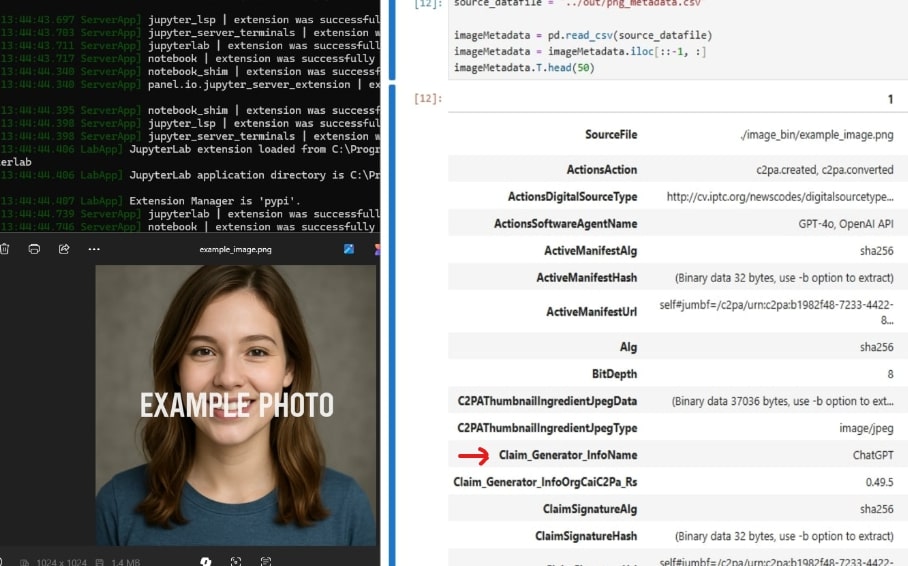 13:44:43.697 ServerApp] jupyter_lsp | extension was successful
13:44:43.703 ServerApp] jupyter_server_terminals | extension w
13:44:43.711 ServerApp] jupyterlab | extension was successfull
13:44:43.717 ServerApp] notebook | extension was successfully
13:44:44.340 ServerApp] notebook_shim | extension was successf
13:44:44.340 ServerApp] panel.io.jupyter_server_extension | ex
13:44:44.395 ServerApp] notebook_shim | extension was successf
13:44:44.398 ServerApp] jupyter_lsp | extension was successful
13:44:44.398 ServerApp] jupyter_server_terminals | extension w
13:44:44.406 LabApp] JupyterLab extension loaded from C:\Progr
erlab
13:44:44.406 LabApp] JupyterLab application directory is C:\Pr
13:44:44.407 LabApp] Extension Manager is 'pypi'.
13:44:44.739 ServerApp] jupyterlab | extension was successfull
13:44:44.746 ServerApp] notebook | extension was successfully
example_image.png
EXAMPLE PHOTO
1024 x 1024 1.4 MB
[12]: source_datafile = '../out/png_metadata.csv'
imageMetadata = pd.read_csv(source_datafile)
imageMetadata = imageMetadata.iloc[::-1, :]
imageMetadata.T.head(50)
[12]: 1
SourceFile ./image_bin/example_image.png
ActionsAction c2pa.created, c2pa.converted
ActionsDigitalSourceType http://cv.iptc.org/newscodes/digitalsourcetype...
ActionsSoftwareAgentName GPT-4o, OpenAI API
ActiveManifestAlg sha256
ActiveManifestHash (Binary data 32 bytes, use -b option to extract)
ActiveManifestUrl self#jumbf=/c2pa/urn:c2pa:b1982f48-7233-4422-
8...
Alg sha256
BitDepth 8
C2PAThumbnailIngredientJpegData (Binary data 37036 bytes, use -b option to ext...
C2PAThumbnailIngredientJpegType image/jpeg
Claim_Generator_InfoName ChatGPT
Claim_Generator_InfoOrgCaiC2Pa_Rs 0.49.5
ClaimSignatureAlg sha256
ClaimSignatureHash (Binary data 32 bytes, use -b option to extract)
self#jumbf=/c2pa/urn:c2pa:b1982f48-7233-4422-